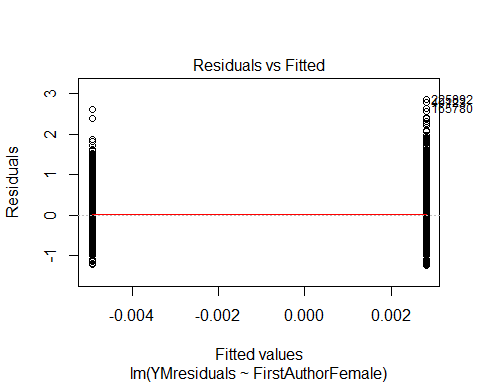 Residuals vs Fitted
3
2
1
0
-1
Residuals
165780
-0.004
-0.002
0.000
0.002
Fitted values
lm(YMresiduals ~ FirstAuthorFemale)